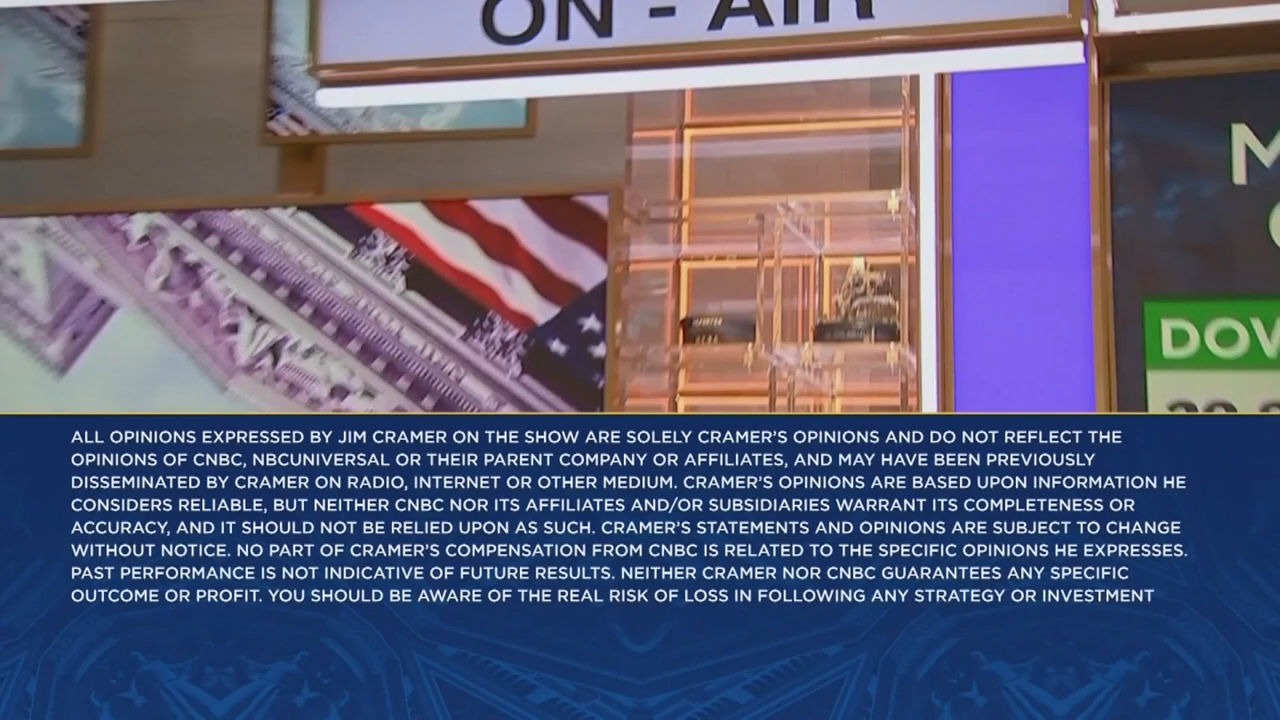 ON - AIR
M
DOW
ALL OPINIONS EXPRESSED BY JIM CRAMER ON THE SHOW ARE SOLELY CRAMER'S OPINIONS AND DO NOT REFLECT THE
OPINIONS OF CNBC, NBCUNIVERSAL OR THEIR PARENT COMPANY OR AFFILIATES, AND MAY HAVE BEEN PREVIOUSLY
DISSEMINATED BY CRAMER ON RADIO, INTERNET OR OTHER MEDIUM. CRAMER'S OPINIONS ARE BASED UPON INFORMATION HE
CONSIDERS RELIABLE, BUT NEITHER CNBC NOR ITS AFFILIATES AND/OR SUBSIDIARIES WARRANT ITS COMPLETENESS OR
ACCURACY, AND IT SHOULD NOT BE RELIED UPON AS SUCH. CRAMER'S STATEMENTS AND OPINIONS ARE SUBJECT TO CHANGE
WITHOUT NOTICE. NO PART OF CRAMER'S COMPENSATION FROM CNBC IS RELATED TO THE SPECIFIC OPINIONS HE EXPRESSES.
PAST PERFORMANCE IS NOT INDICATIVE OF FUTURE RESULTS. NEITHER CRAMER NOR CNBC GUARANTEES ANY SPECIFIC
OUTCOME OR PROFIT. YOU SHOULD BE AWARE OF THE REAL RISK OF LOSS IN FOLLOWING ANY STRATEGY OR INVESTMENT